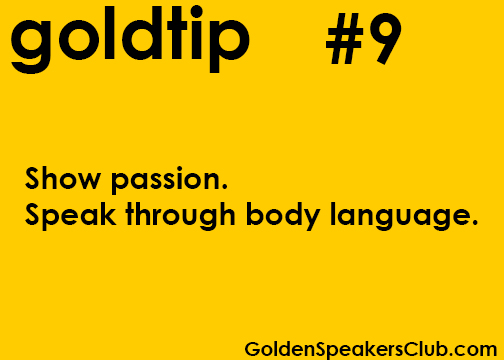 goldtip #9
Show passion.
Speak through body language.
GoldenSpeakersClub.com